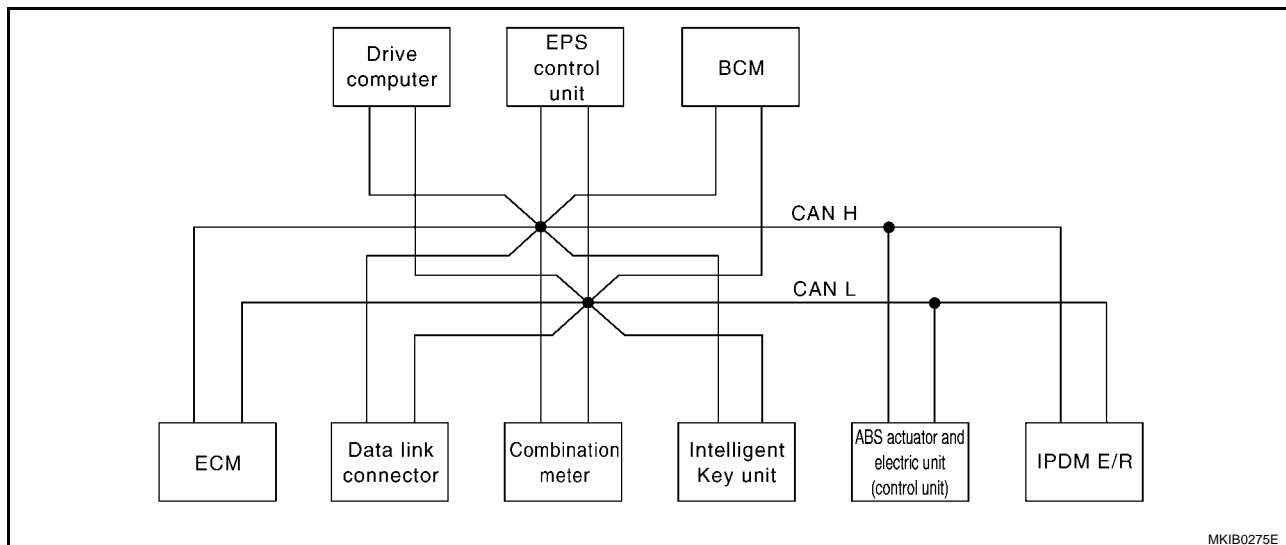 Drive
computer
EPS
control
unit
BCM
CAN H
CAN L
ECM
Data link
connector
Combination
meter
Intelligent
Key unit
ABS actuator and
electric unit
(control unit)
IPDM E/R
MKIB0275E